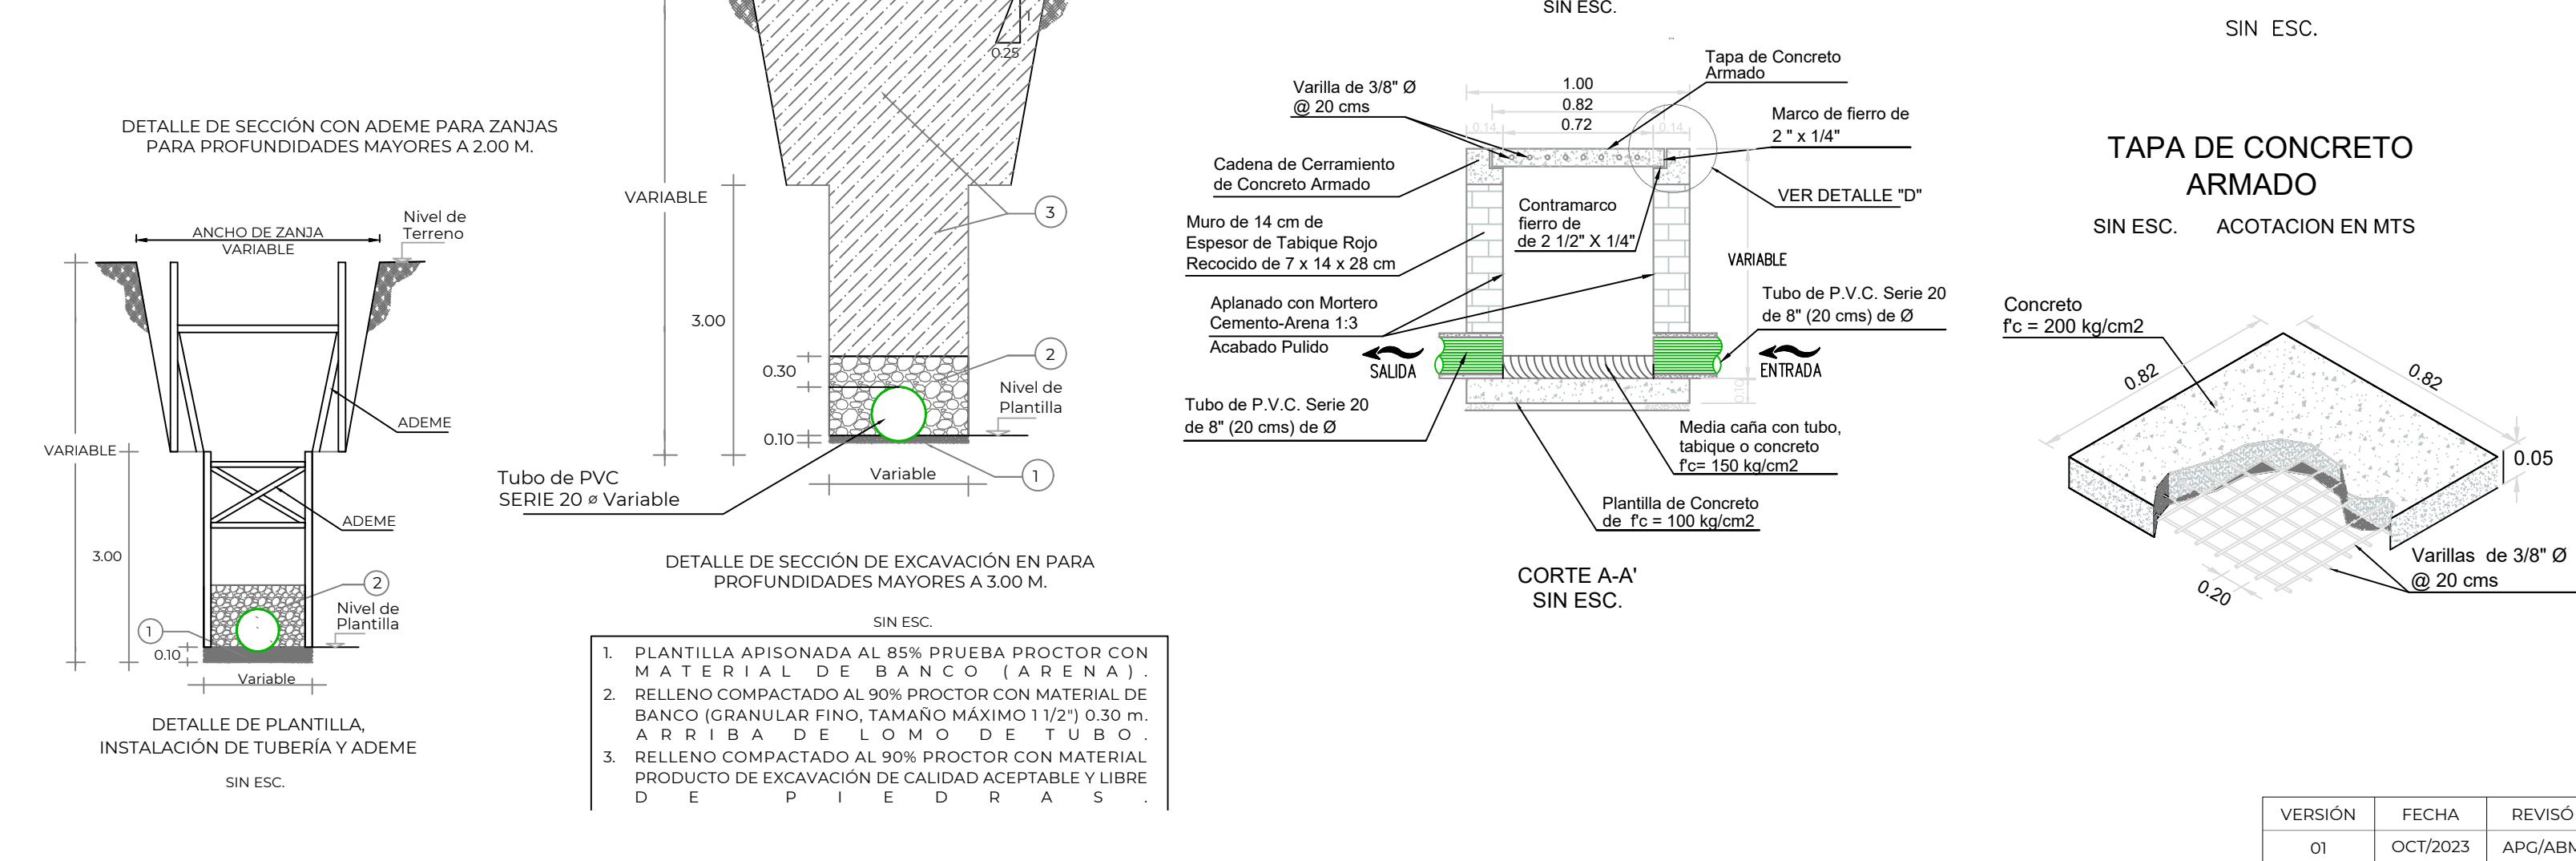 DETALLE DE SECCIÓN CON ADEME PARA ZANJAS
PARA PROFUNDIDADES MAYORES A 2.00 M.
ANCHO DE ZANJA
VARIABLE
Nivel de
Terreno
ADEME
VARIABLE
ADEME
3.00
2
Nivel de
Plantilla
1
0.10
Variable
DETALLE DE PLANTILLA,
INSTALACIÓN DE TUBERÍA Y ADEME
SIN ESC.
1
0.25
VARIABLE
3
3.00
2
0.30
Nivel de
Plantilla
0.10
Variable
1
Tubo de PVC
SERIE 20 ø Variable
DETALLE DE SECCIÓN DE EXCAVACIÓN EN PARA
PROFUNDIDADES MAYORES A 3.00 M.
SIN ESC.
1. PLANTILLA APISONADA AL 85% PRUEBA PROCTOR CON
MATERIAL DE BANCO (ARENA).
2. RELLENO COMPACTADO AL 90% PROCTOR CON MATERIAL DE
BANCO (GRANULAR FINO, TAMAÑO MÁXIMO 1 1/2") 0.30 m.
ARRIBA DE LOMO DE TUBO.
3. RELLENO COMPACTADO AL 90% PROCTOR CON MATERIAL
PRODUCTO DE EXCAVACIÓN DE CALIDAD ACEPTABLE Y LIBRE
DE PIEDRAS.
SIN ESC.
Tapa de Concreto
Armado
Varilla de 3/8" Ø
@ 20 cms
1.00
0.82
0.14
0.72
0.14
Marco de fierro de
2 " x 1/4"
Cadena de Cerramiento
de Concreto Armado
VER DETALLE "D"
Contramarco
fierro de
de 2 1/2" X 1/4"
Muro de 14 cm de
Espesor de Tabique Rojo
Recocido de 7 x 14 x 28 cm
VARIABLE
Aplanado con Mortero
Cemento-Arena 1:3
Acabado Pulido
Tubo de P.V.C. Serie 20
de 8" (20 cms) de Ø
SALIDA
ENTRADA
0.10
Tubo de P.V.C. Serie 20
de 8" (20 cms) de Ø
Media caña con tubo,
tabique o concreto
f'c= 150 kg/cm2
Plantilla de Concreto
de f'c = 100 kg/cm2
CORTE A-A'
SIN ESC.
SIN ESC.
TAPA DE CONCRETO
ARMADO
SIN ESC. ACOTACION EN MTS
Concreto
f'c = 200 kg/cm2
0.82
0.82
0.05
Varillas de 3/8" Ø
@ 20 cms
0.20
VERSIÓN FECHA REVISÓ
01 OCT/2023 APG/ABM